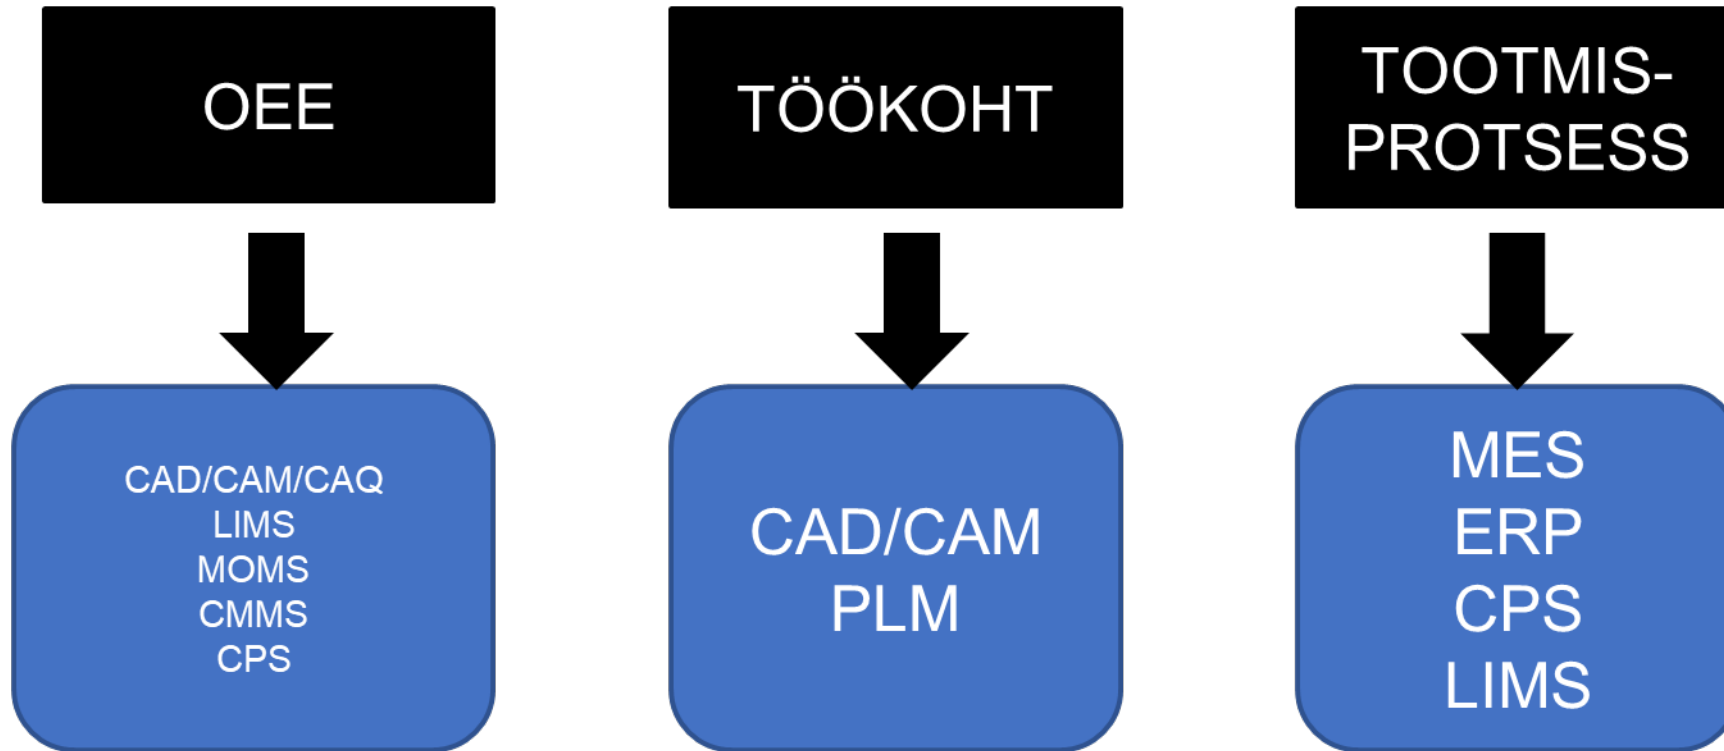 OEE
TÖÖKOHT
TOOTMIS-
PROTSESS
CAD/CAM/CAQ
LIMS
MOMS
CMMS
CPS
CAD/CAM
PLM
MES
ERP
CPS
LIMS